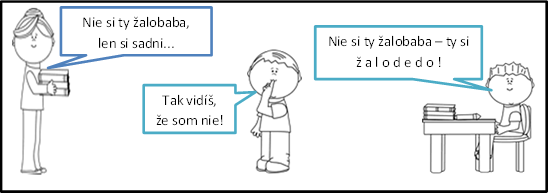 Nie si ty žalobaba,
len si sadni...
Tak vidíš,
že som nie!
Nie si ty žalobaba – ty si
ž a l o d e d o !